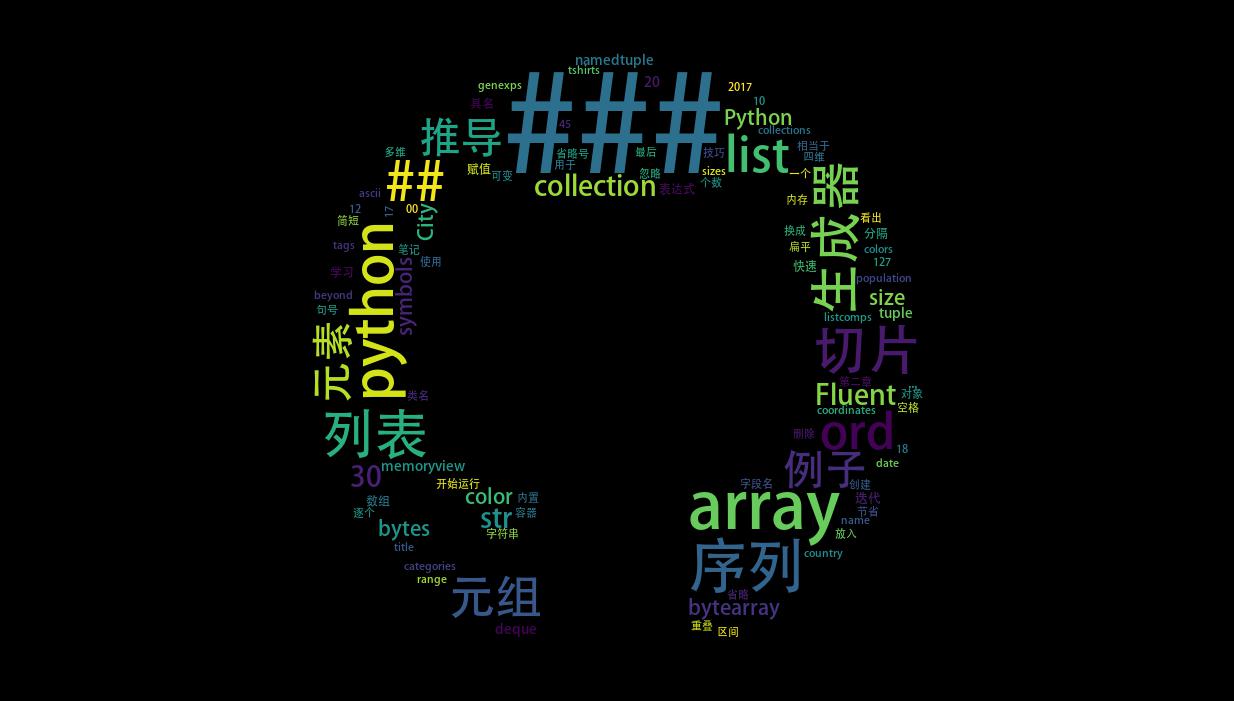 namedtuple
tshirts
genexps
20
2017
###
具名
10
45
Python
collections
推导
多维
省略号
最后
技巧
list
相当于
四维
用于
##
赋值
可变
忽略
sizes
一个
collection
表达式
个数
生成器
ascii
内存
12
17
00
City
简短
看出
换成
分隔
tags
python
笔记
扁平
colors
学习
symbols
使用
快速
127
population
beyond
size
句号
listcomps
tuple
元素
切片
第二章
类名
Fluent
...
对象
coordinates
空格
列表
删除
ord
18
30
memoryview
例子
date
开始运行
字段名
创建
数组
color
内置
array
迭代
逐个
str
容器
节省
name
bytes
字符串
放入
title
序列
country
categories
range
元组
省略
bytearray
deque
重叠
区间